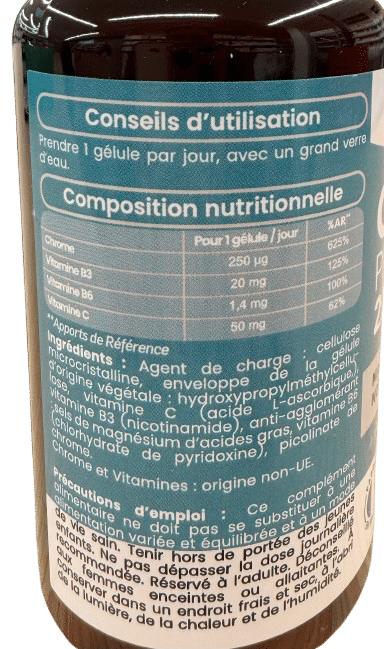 Conseils d'utilisation
Prendre 1 gélule par jour, avec un grand verre
d'eau.
Composition nutritionnelle
Pour 1 gélule / jour %AR**
Chrome 250 µg 625%
Vitamine B3 20 mg 125%
Vitamine B6 1,4 mg 100%
Vitamine C 50 mg 62%
**Apports de Référence
Ingrédients : Agent de charge : cellulose
microcristalline, enveloppe de la gélule
d'origine végétale : hydroxypropylméthylcellu-
lose, vitamine C (acide L-ascorbique),
vitamine B3 (nicotinamide), anti-agglomérant
: sels de magnésium d'acides gras, vitamine B6
(chlorhydrate de pyridoxine), picolinate de
chrome.
Chrome et Vitamines : origine non-UE.
Précautions d'emploi : Ce complément
alimentaire ne doit pas se substituer à une
alimentation variée et équilibrée et à un mode
de vie sain. Tenir hors de portée des jeunes
enfants. Ne pas dépasser la dose journalière
recommandée. Réservé à l'adulte. Déconseillé
aux femmes enceintes ou allaitantes. À
conserver dans un endroit frais et sec, à l'abri
de la lumière, de la chaleur et de l'humidité.